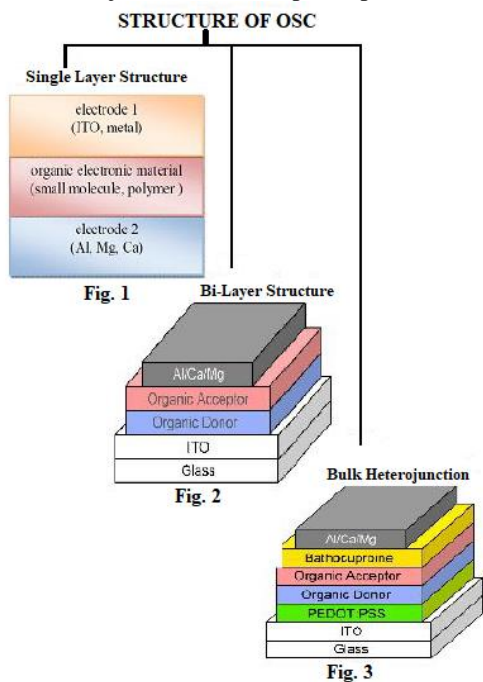 STRUCTURE OF OSC
Single Layer Structure
electrode 1
(ITO, metal)
organic electronic material
(small molecule, polymer )
electrode 2
(Al, Mg, Ca)
Fig. 1
Bi-Layer Structure
Al/Ca/Mg
Organic Acceptor
Organic Donor
ITO
Glass
Fig. 2
Bulk Heterojunction
Al/Ca/Mg
Bathocuproine
Organic Acceptor
Organic Donor
PEDOT PSS
ITO
Glass
Fig. 3